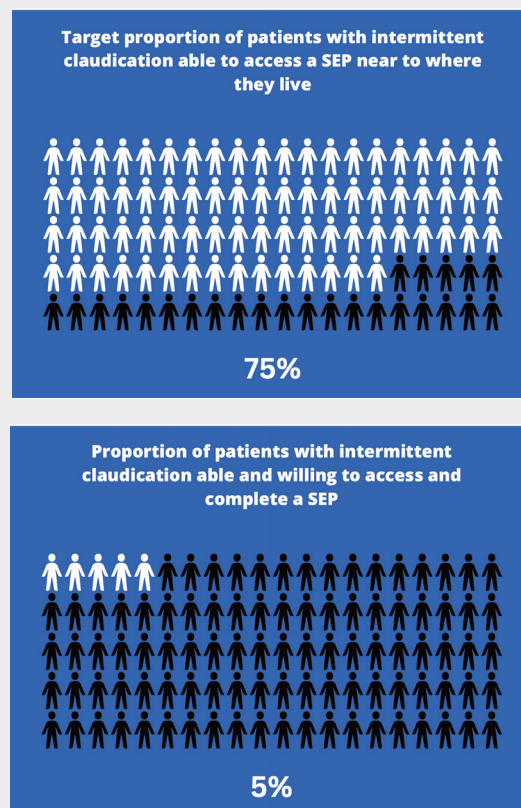 Target proportion of patients with intermittent
claudication able to access a SEP near to where
they live
75%
Proportion of patients with intermittent
claudication able and willing to access and
complete a SEP
5%